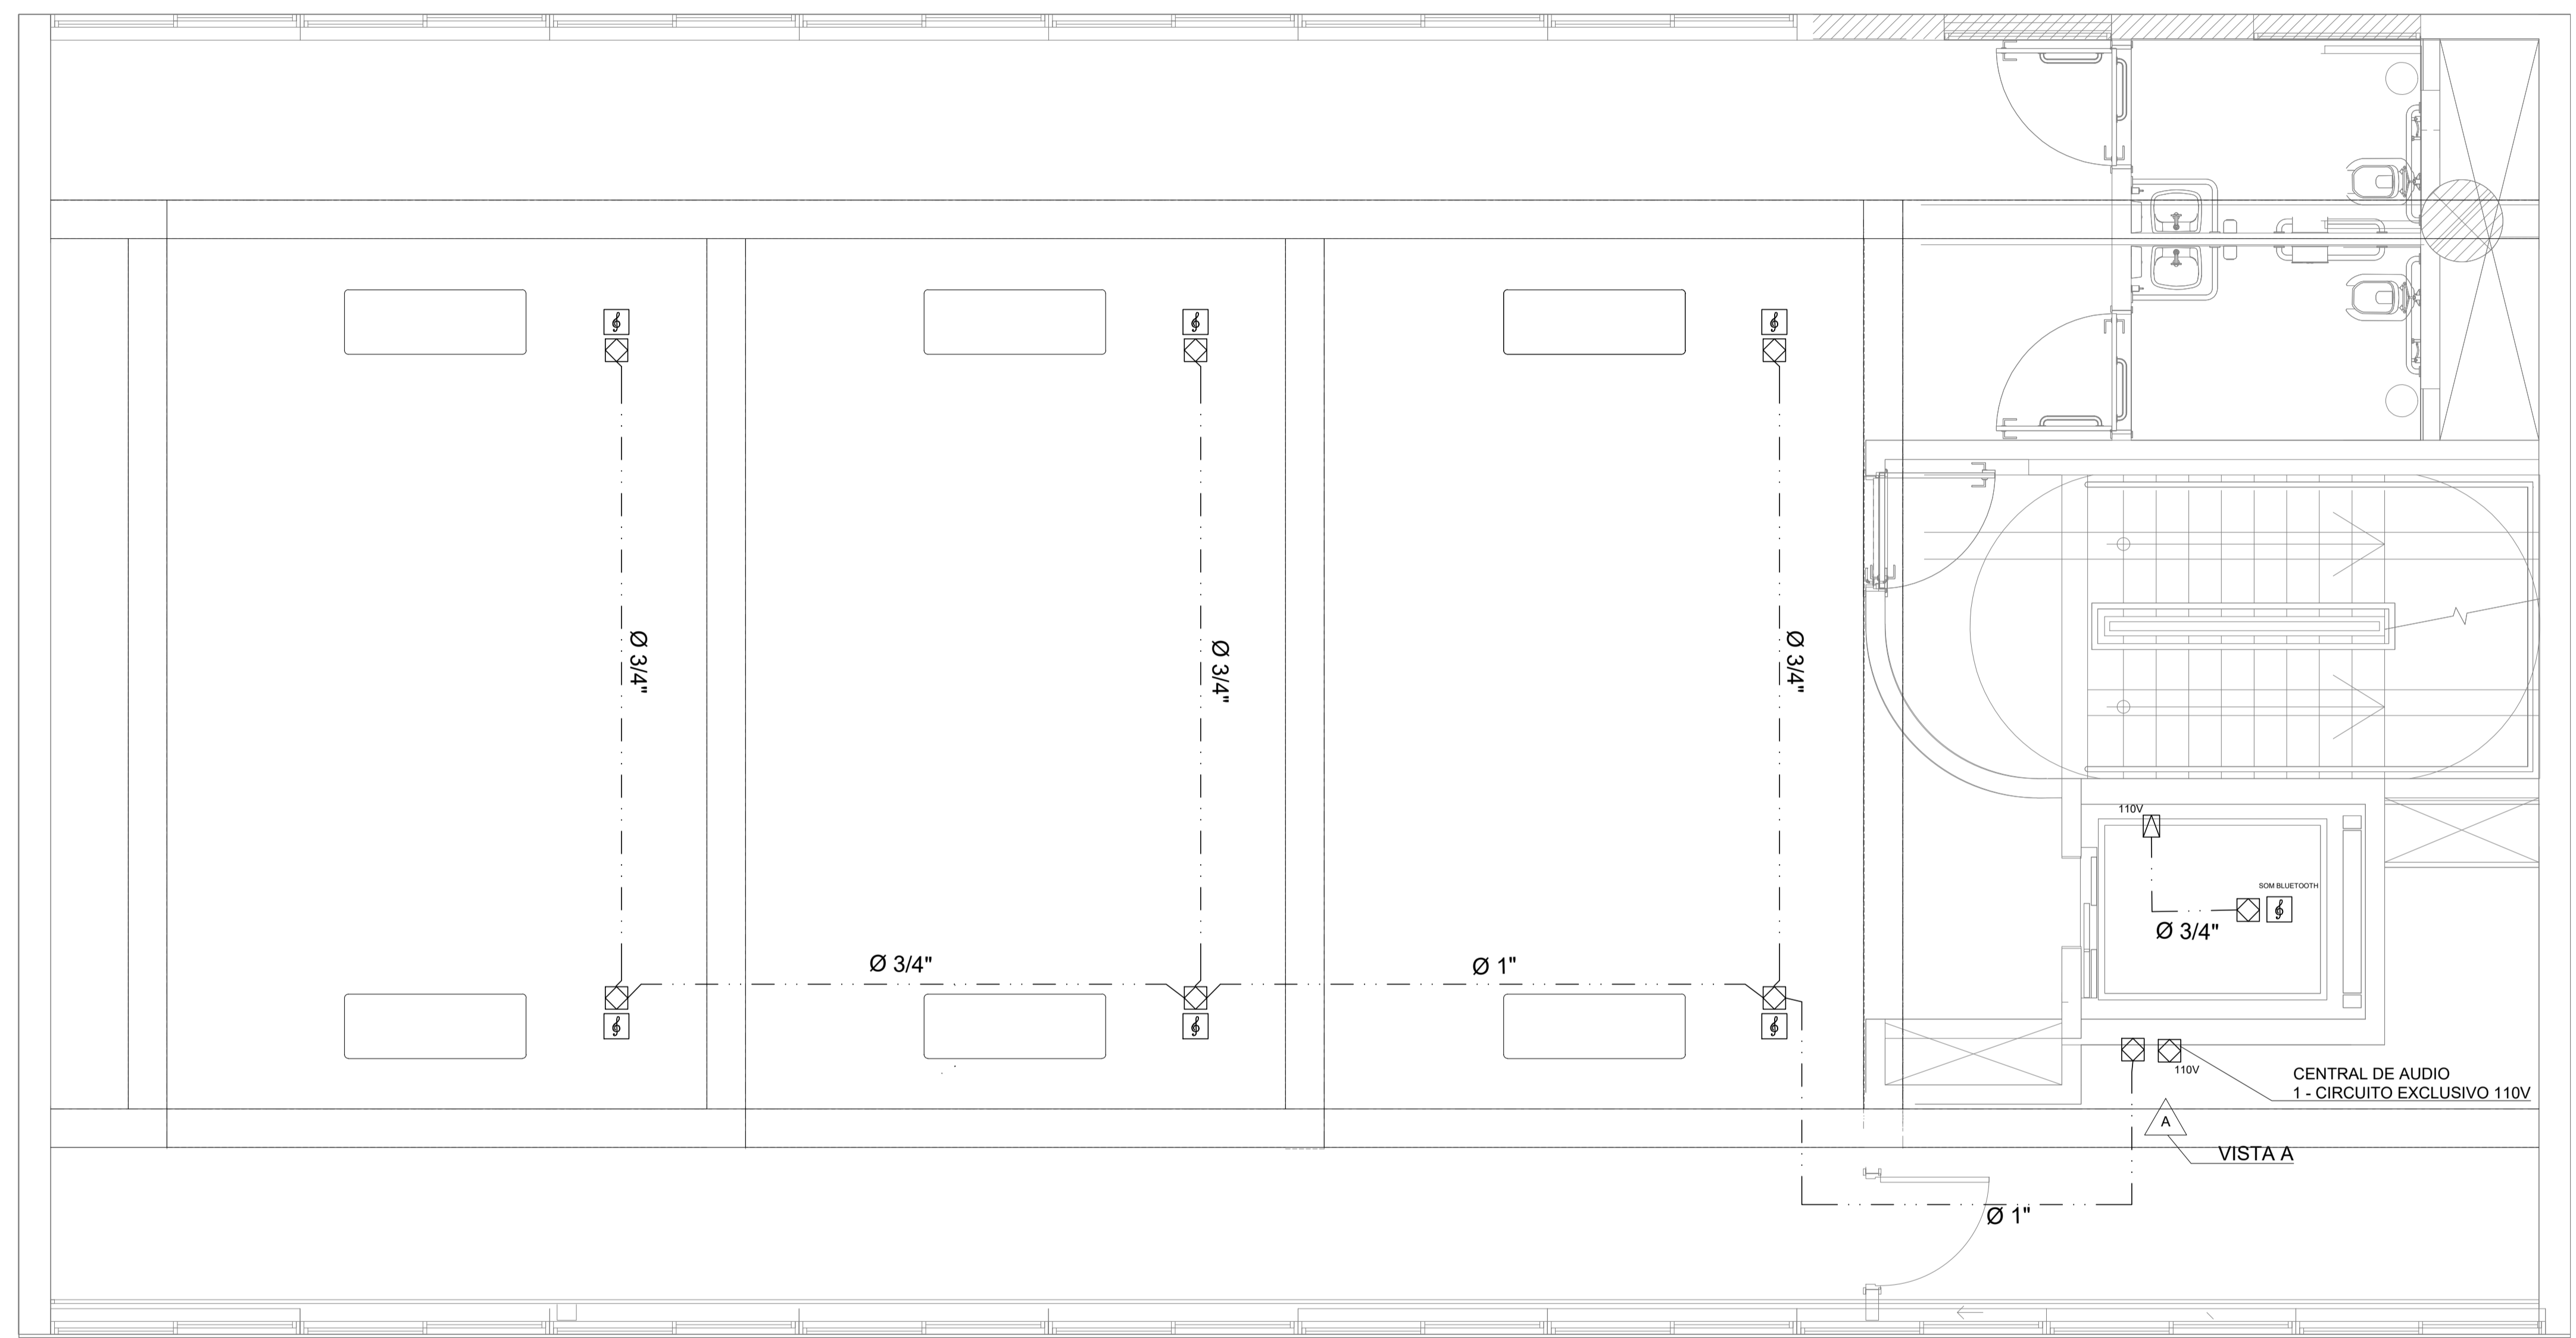 Ø 3/4"
Ø 3/4"
Ø 3/4"
110V
SOM BLUETOOTH
Ø 3/4"
Ø 3/4"
Ø 1"
110V
CENTRAL DE AUDIO
1 - CIRCUITO EXCLUSIVO 110V
A
VISTA A
Ø 1"